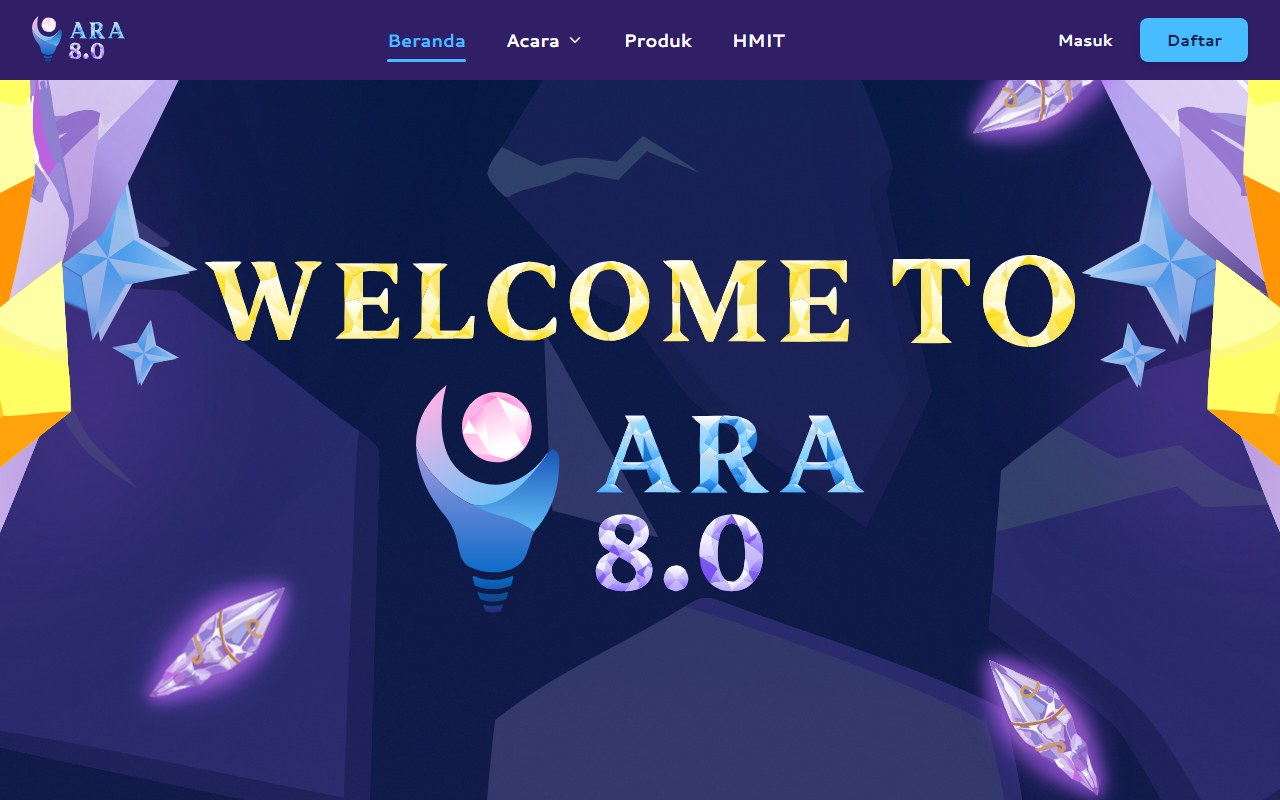 ARA
8.0
Beranda
Acara
Produk
HMIT
Masuk
Daftar
WELCOME TO
ARA
8.0